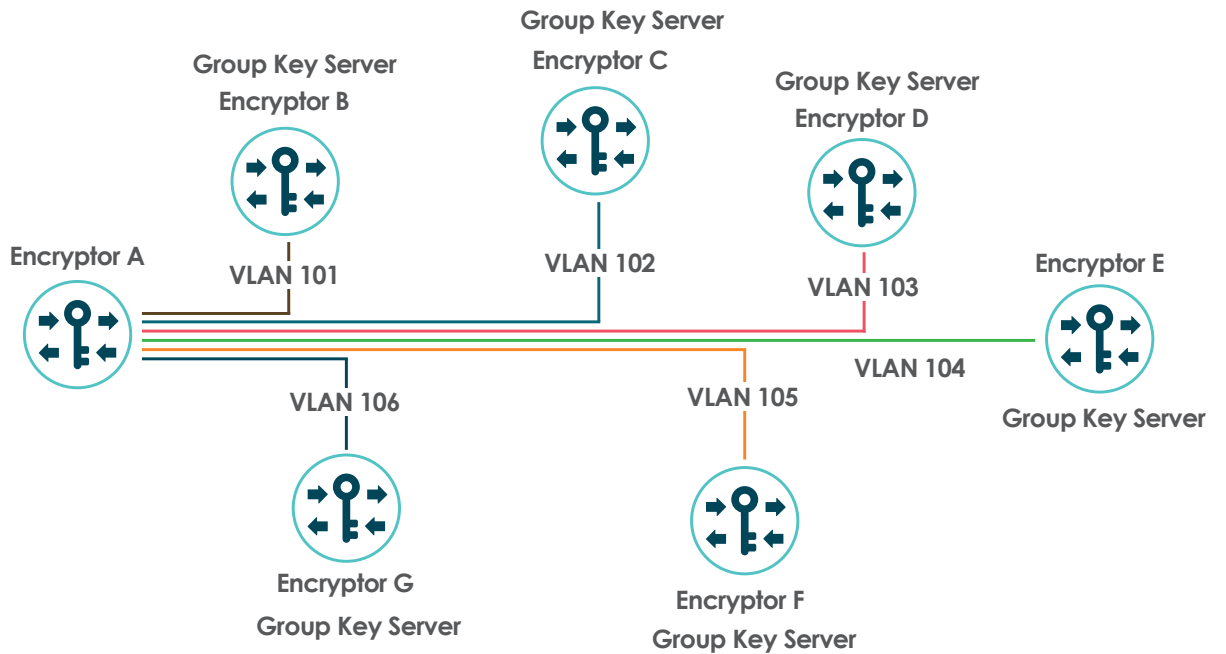 Group Key Server
Encryptor C
Group Key Server
Encryptor B
Group Key Server
Encryptor D
Encryptor A
VLAN 101
VLAN 102
VLAN 103
Encryptor E
VLAN 104
Group Key Server
VLAN 106
VLAN 105
Encryptor G
Group Key Server
Encryptor F
Group Key Server